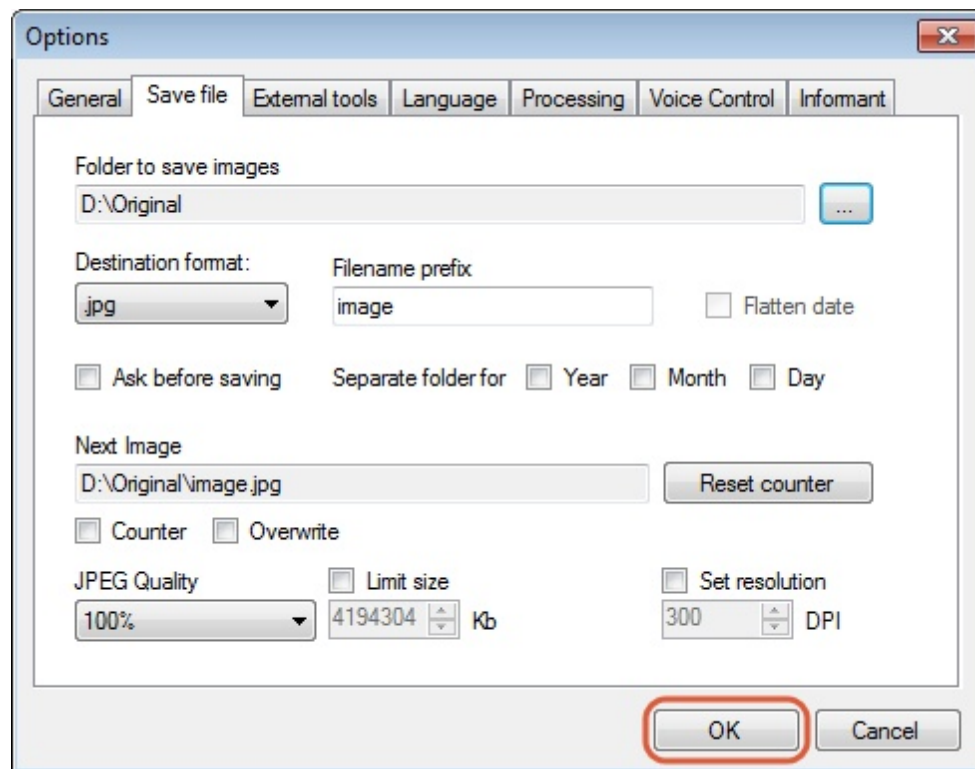 Options
General Save file External tools Language Processing Voice Control Informant
Folder to save images
D:\Original ...
Destination format: Filename prefix
.jpg image Flatten date
Ask before saving Separate folder for Year Month Day
Next Image
D:\Original\image.jpg Reset counter
Counter Overwrite
JPEG Quality Limit size Set resolution
100% 4194304 Kb 300 DPI
OK Cancel